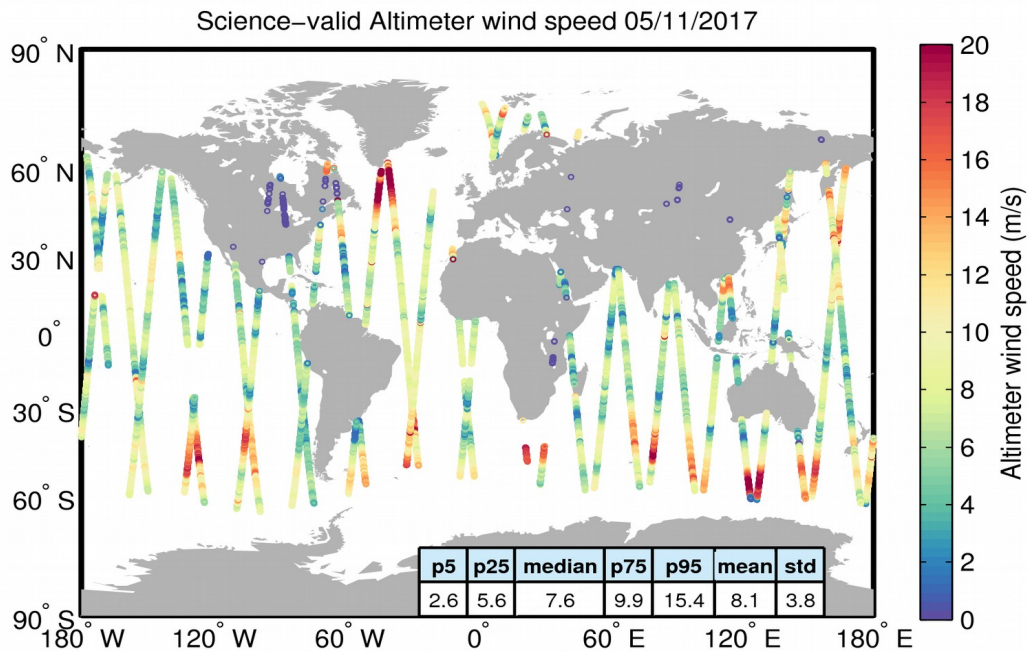 Science−valid Altimeter wind speed 05/11/2017
90° N
60° N
30° N
0°
30° S
60° S
90° S
180° W
120° W
60° W
0°
60° E
120° E
180° E
p5 p25 median p75 p95 mean std
2.6 5.6 7.6 9.9 15.4 8.1 3.8
20
18
16
14
12
10
8
6
4
2
0
Altimeter wind speed (m/s)